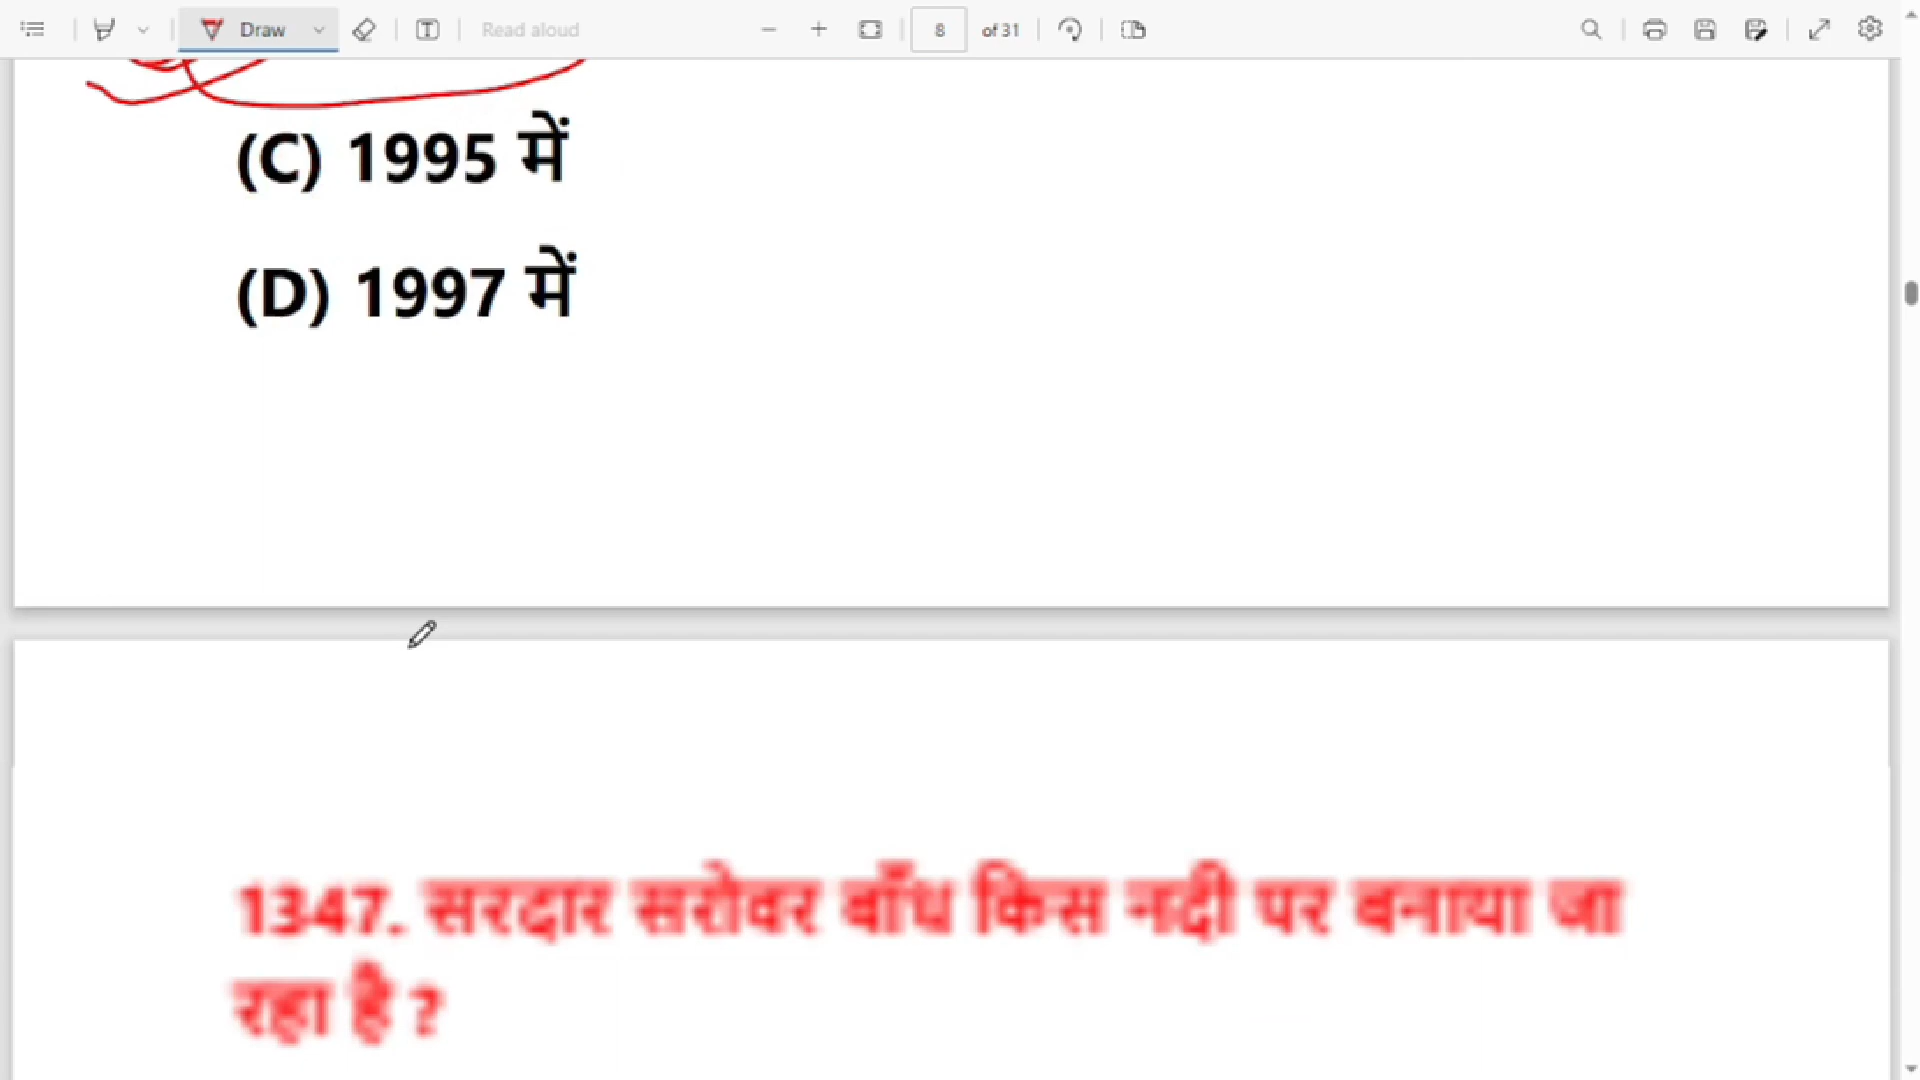 Draw
Read aloud
8 of 31
(C) 1995 में
(D) 1997 में
1347. सरदार सरोवर बाँध किस नदी पर बनाया जा
रहा है ?